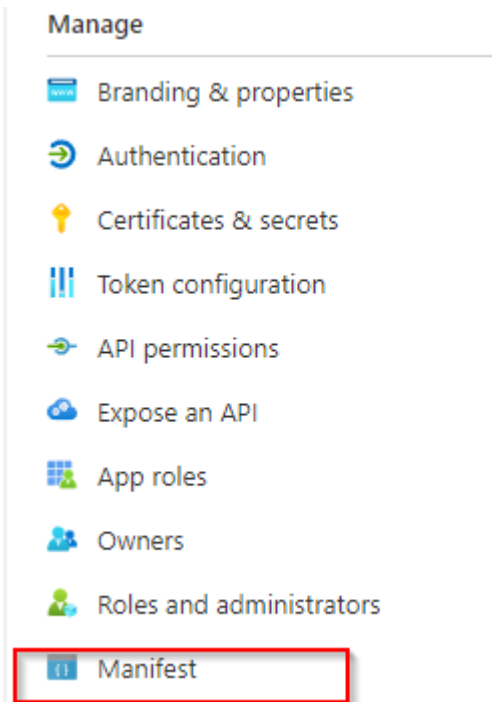 Manage
Branding & properties
Authentication
Certificates & secrets
Token configuration
API permissions
Expose an API
App roles
Owners
Roles and administrators
Manifest